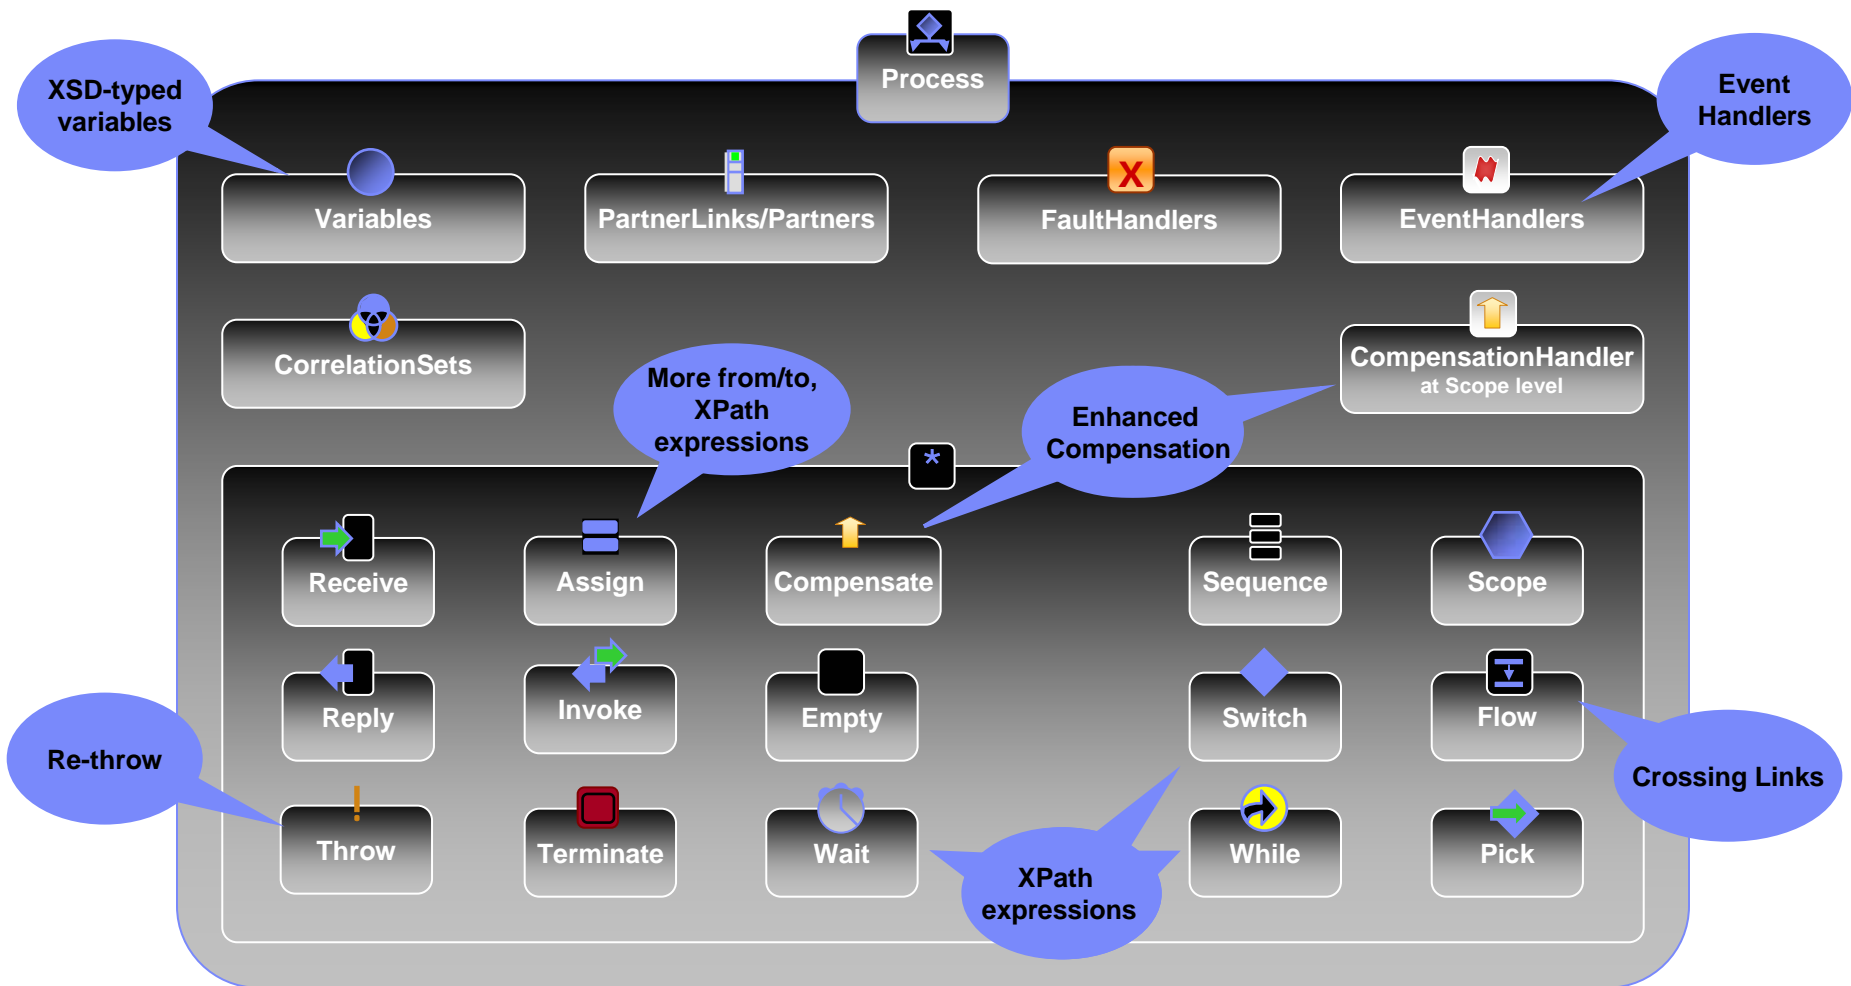 Process
XSD-typed
variables
Event
Handlers
Variables
PartnerLinks/Partners
X
FaultHandlers
EventHandlers
CorrelationSets
CompensationHandler
at Scope level
More from/to,
XPath
expressions
Enhanced
Compensation
*
Receive
Assign
Compensate
Sequence
Scope
Reply
Invoke
Empty
Switch
Flow
Re-throw
Crossing Links
!
Throw
Terminate
Wait
While
Pick
XPath
expressions